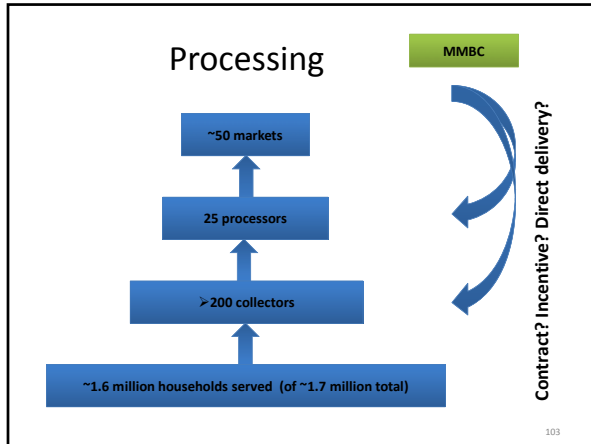 Processing
MMBC
~50 markets
25 processors
➢200 collectors
~1.6 million households served (of ~1.7 million total)
Contract? Incentive? Direct delivery?
103